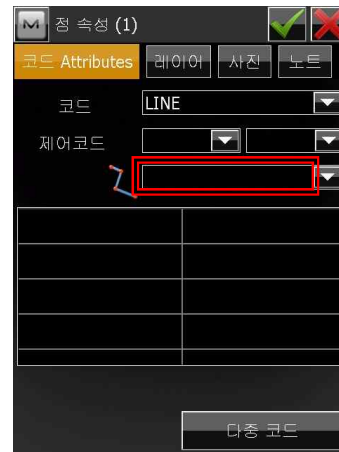 점 속성 (1)
코드 Attributes 레이어 사진 노트
코드 LINE
제어코드
다중 코드